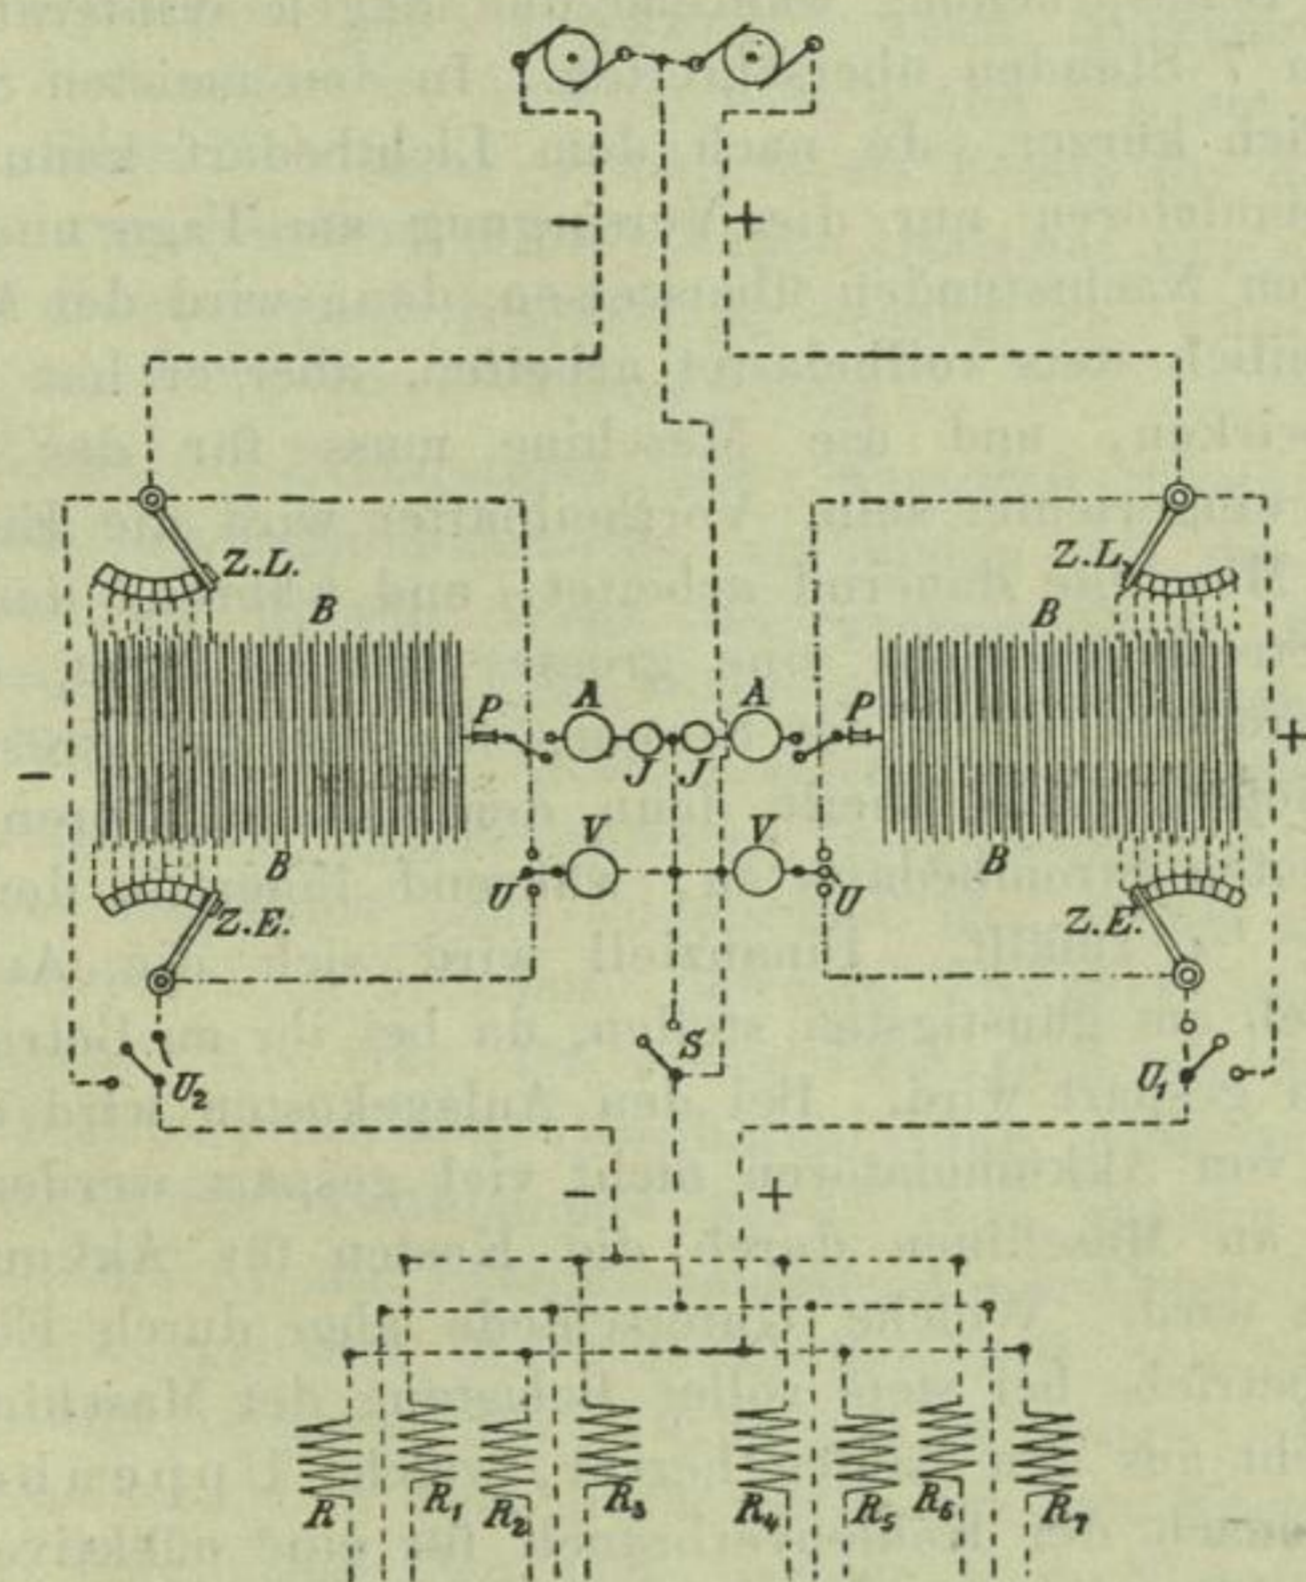 − +
Z.L. Z.L.
B B
P A A P
− J J +
V V
B U U B
Z.E. Z.E.
S
U₂ U₁
− +
R R₁ R₂ R₃ R₄ R₅ R₆ R₇